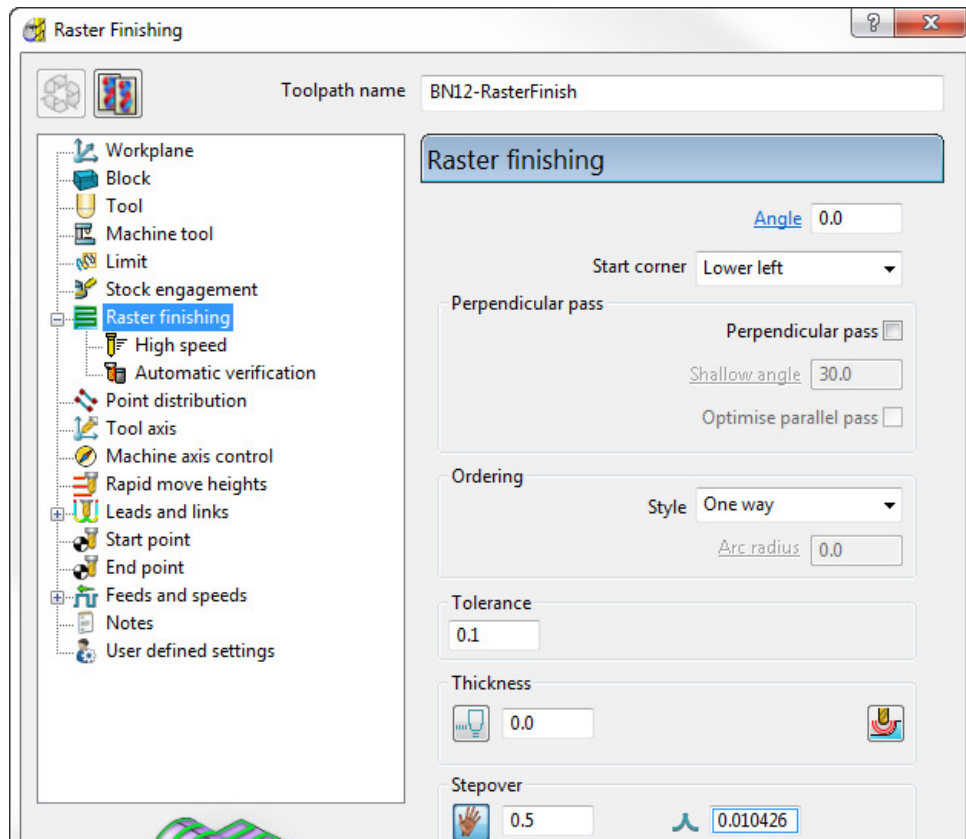 Raster Finishing
Toolpath name BN12-RasterFinish
Workplane
Block
Tool
Machine tool
Limit
Stock engagement
Raster finishing
High speed
Automatic verification
Point distribution
Tool axis
Machine axis control
Rapid move heights
Leads and links
Start point
End point
Feeds and speeds
Notes
User defined settings
Raster finishing
Angle 0.0
Start corner Lower left
Perpendicular pass
Perpendicular pass
Shallow angle 30.0
Optimise parallel pass
Ordering
Style One way
Arc radius 0.0
Tolerance
0.1
Thickness
0.0
Stepover
0.5 0.010426